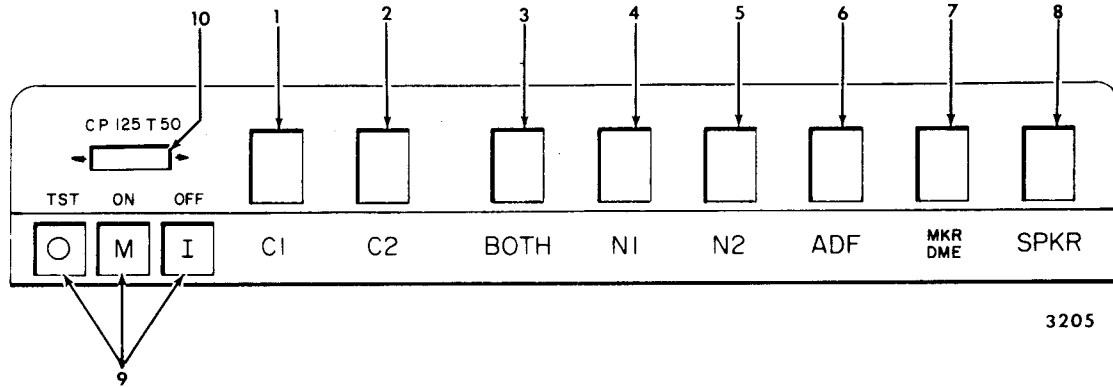 10 1 2 3 4 5 6 7 8
CP 125 T 50
TST ON OFF
O M I C1 C2 BOTH N1 N2 ADF MKR DME SPKR
3205
9